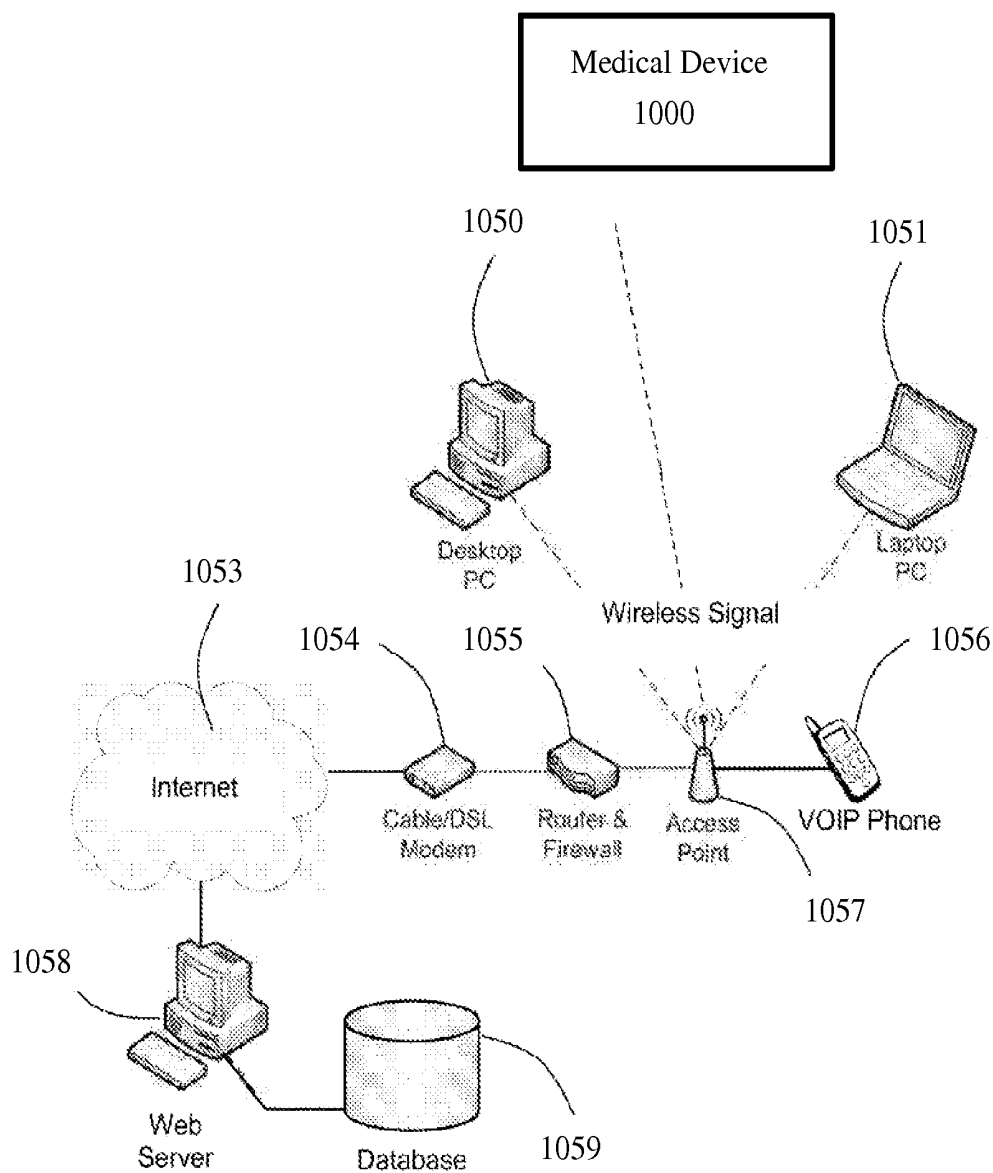 Medical Device
1000
1050
1051
Desktop
PC
Laptop
PC
1053
Wireless Signal
1054
1055
1056
Internet
Cable/DSL
Modem
Router &
Firewall
Access
Point
VOIP Phone
1057
1058
Web
Server
Database
1059